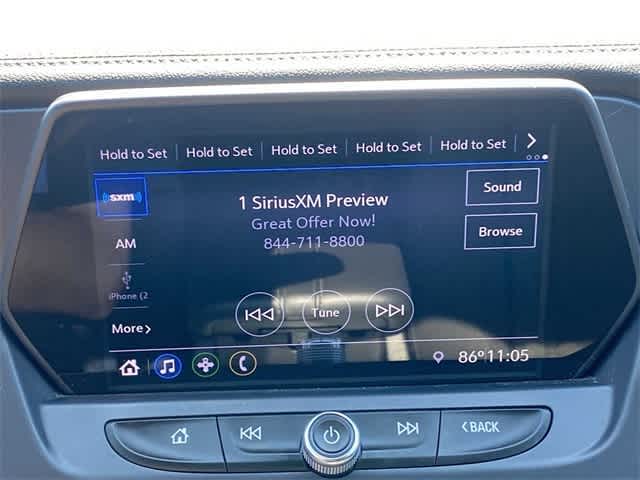 Hold to Set Hold to Set Hold to Set Hold to Set Hold to Set
sxm
1 SiriusXM Preview
Sound
Great Offer Now!
844-711-8800
Browse
AM
iPhone (2
Tune
More
86° 11:05
BACK